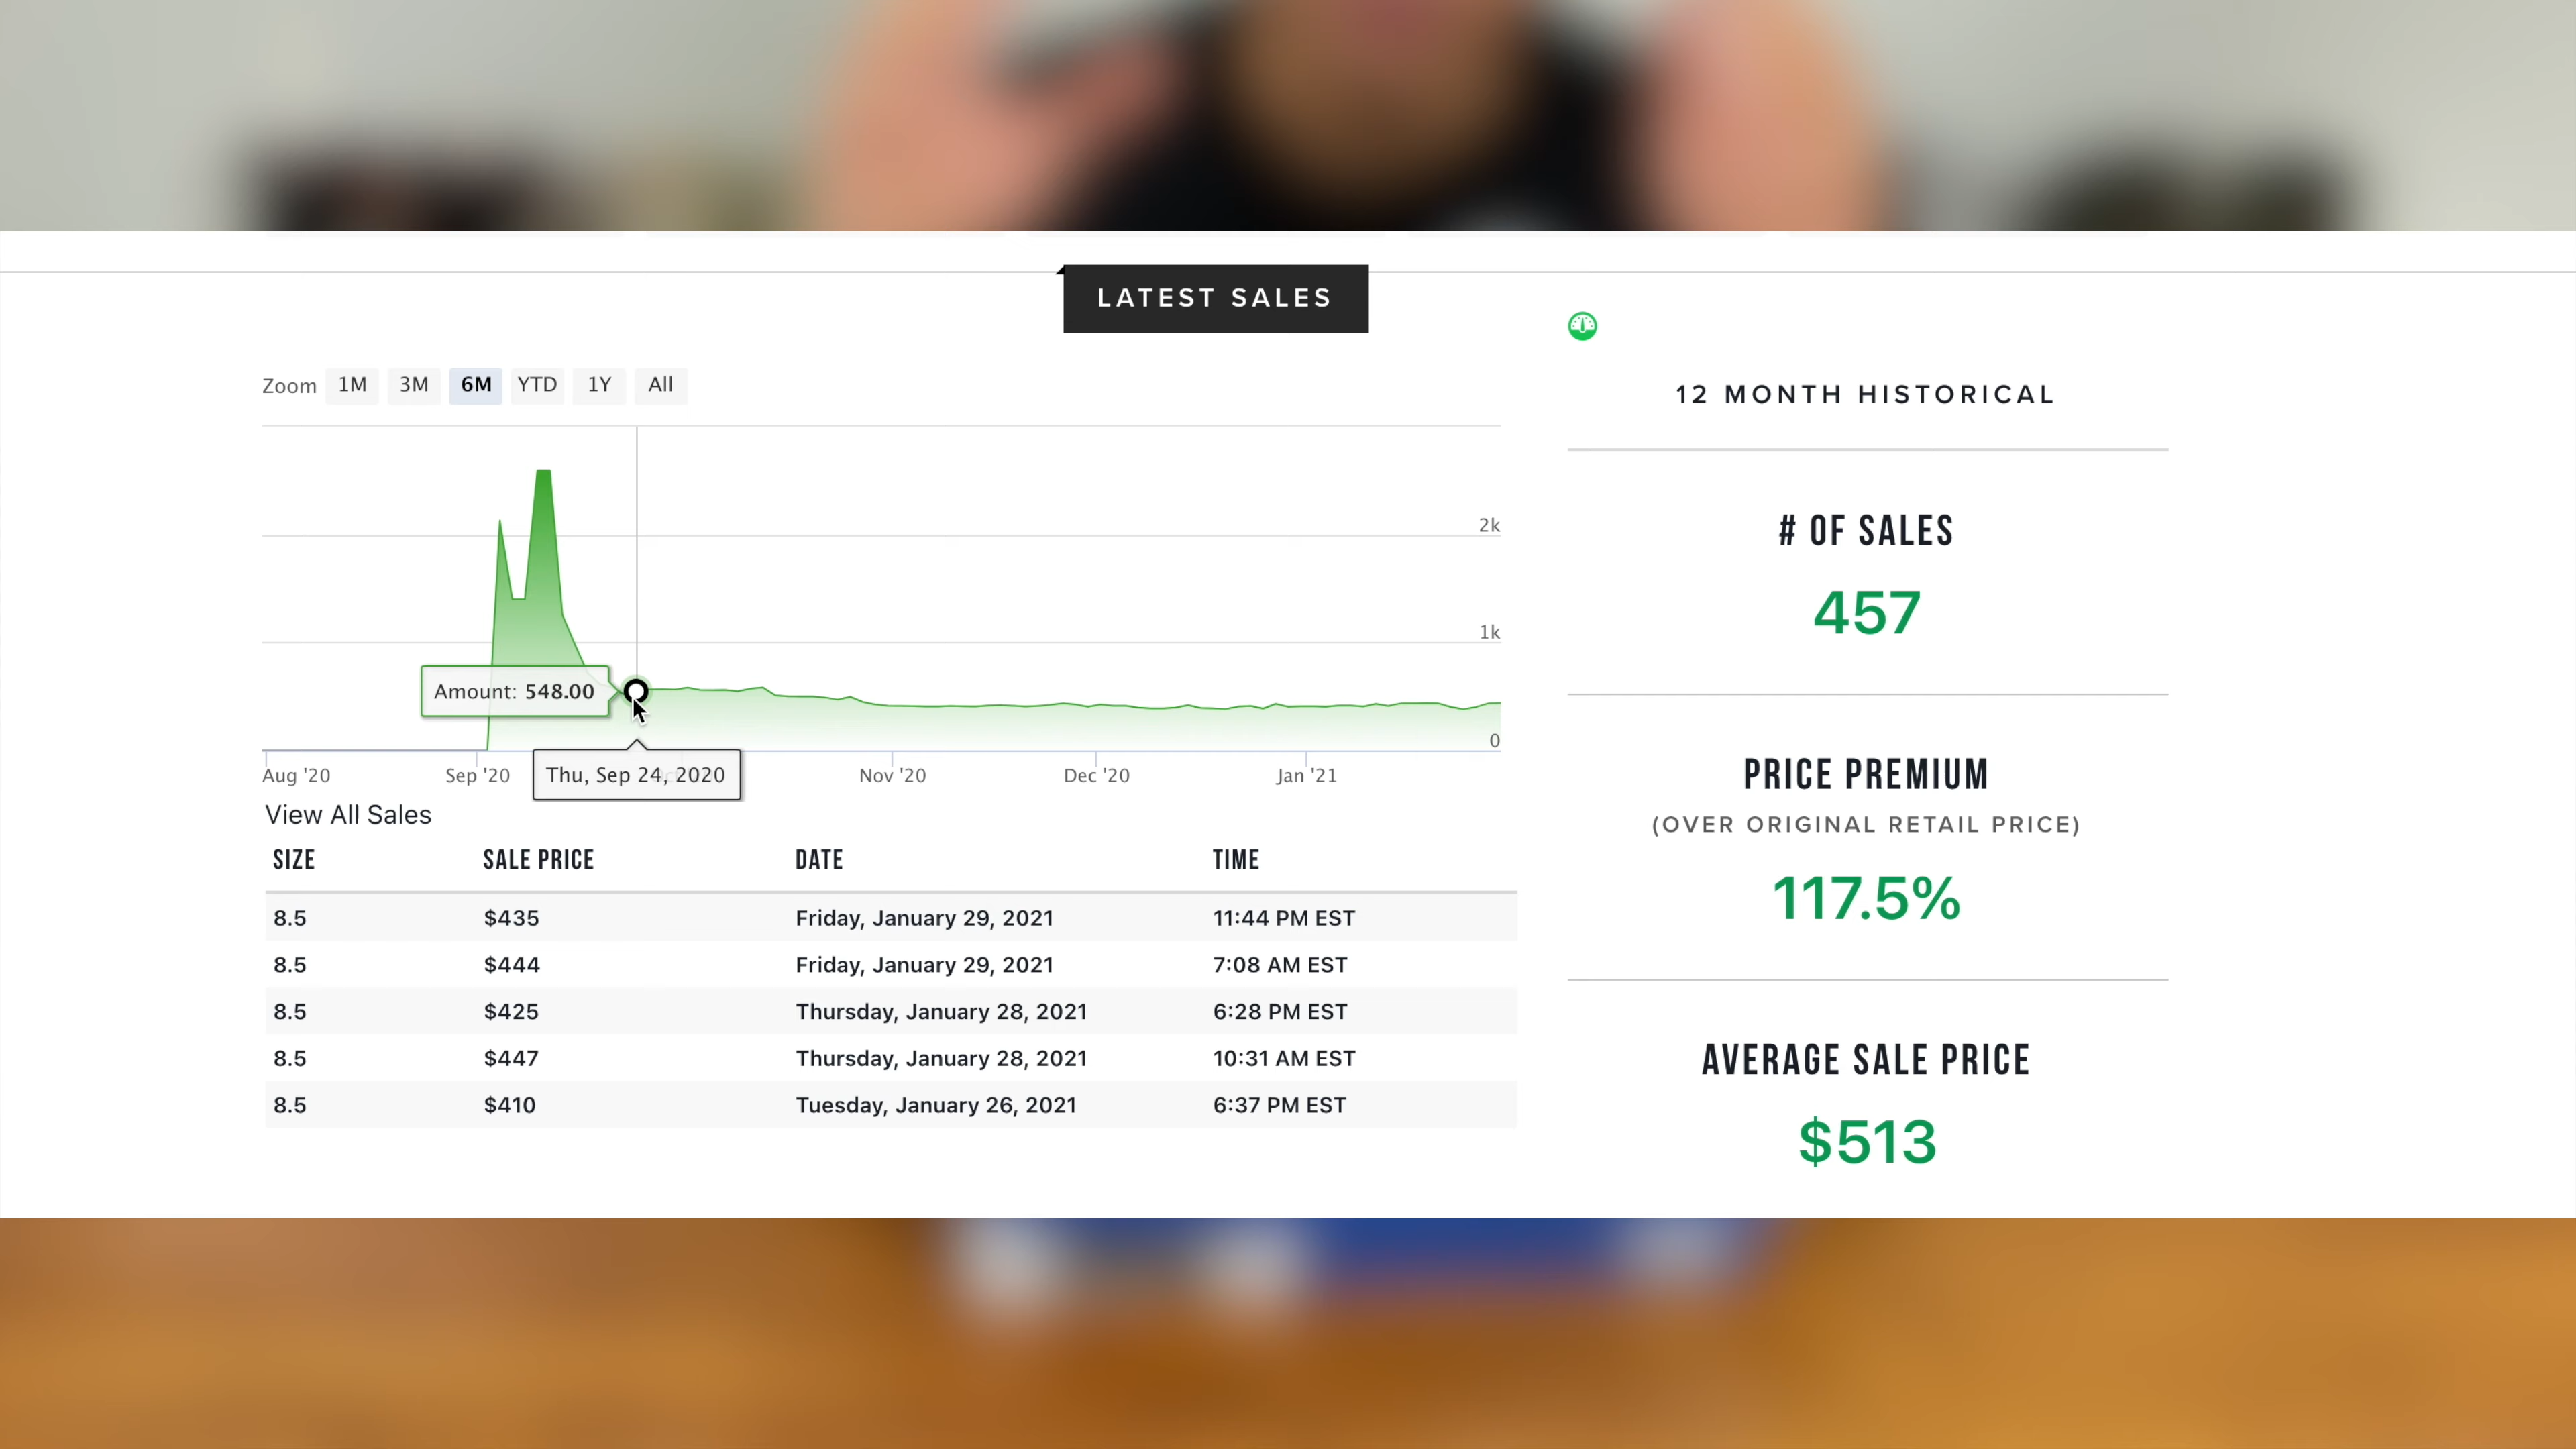 LATEST SALES
Zoom 1M 3M 6M YTD 1Y All
2k
1k
0
Amount: 548.00
Aug '20 Sep '20 Nov '20 Dec '20 Jan '21
Thu, Sep 24, 2020
View All Sales
SIZE SALE PRICE DATE TIME
8.5 $435 Friday, January 29, 2021 11:44 PM EST
8.5 $444 Friday, January 29, 2021 7:08 AM EST
8.5 $425 Thursday, January 28, 2021 6:28 PM EST
8.5 $447 Thursday, January 28, 2021 10:31 AM EST
8.5 $410 Tuesday, January 26, 2021 6:37 PM EST
12 MONTH HISTORICAL
# OF SALES
457
PRICE PREMIUM
(OVER ORIGINAL RETAIL PRICE)
117.5%
AVERAGE SALE PRICE
$513